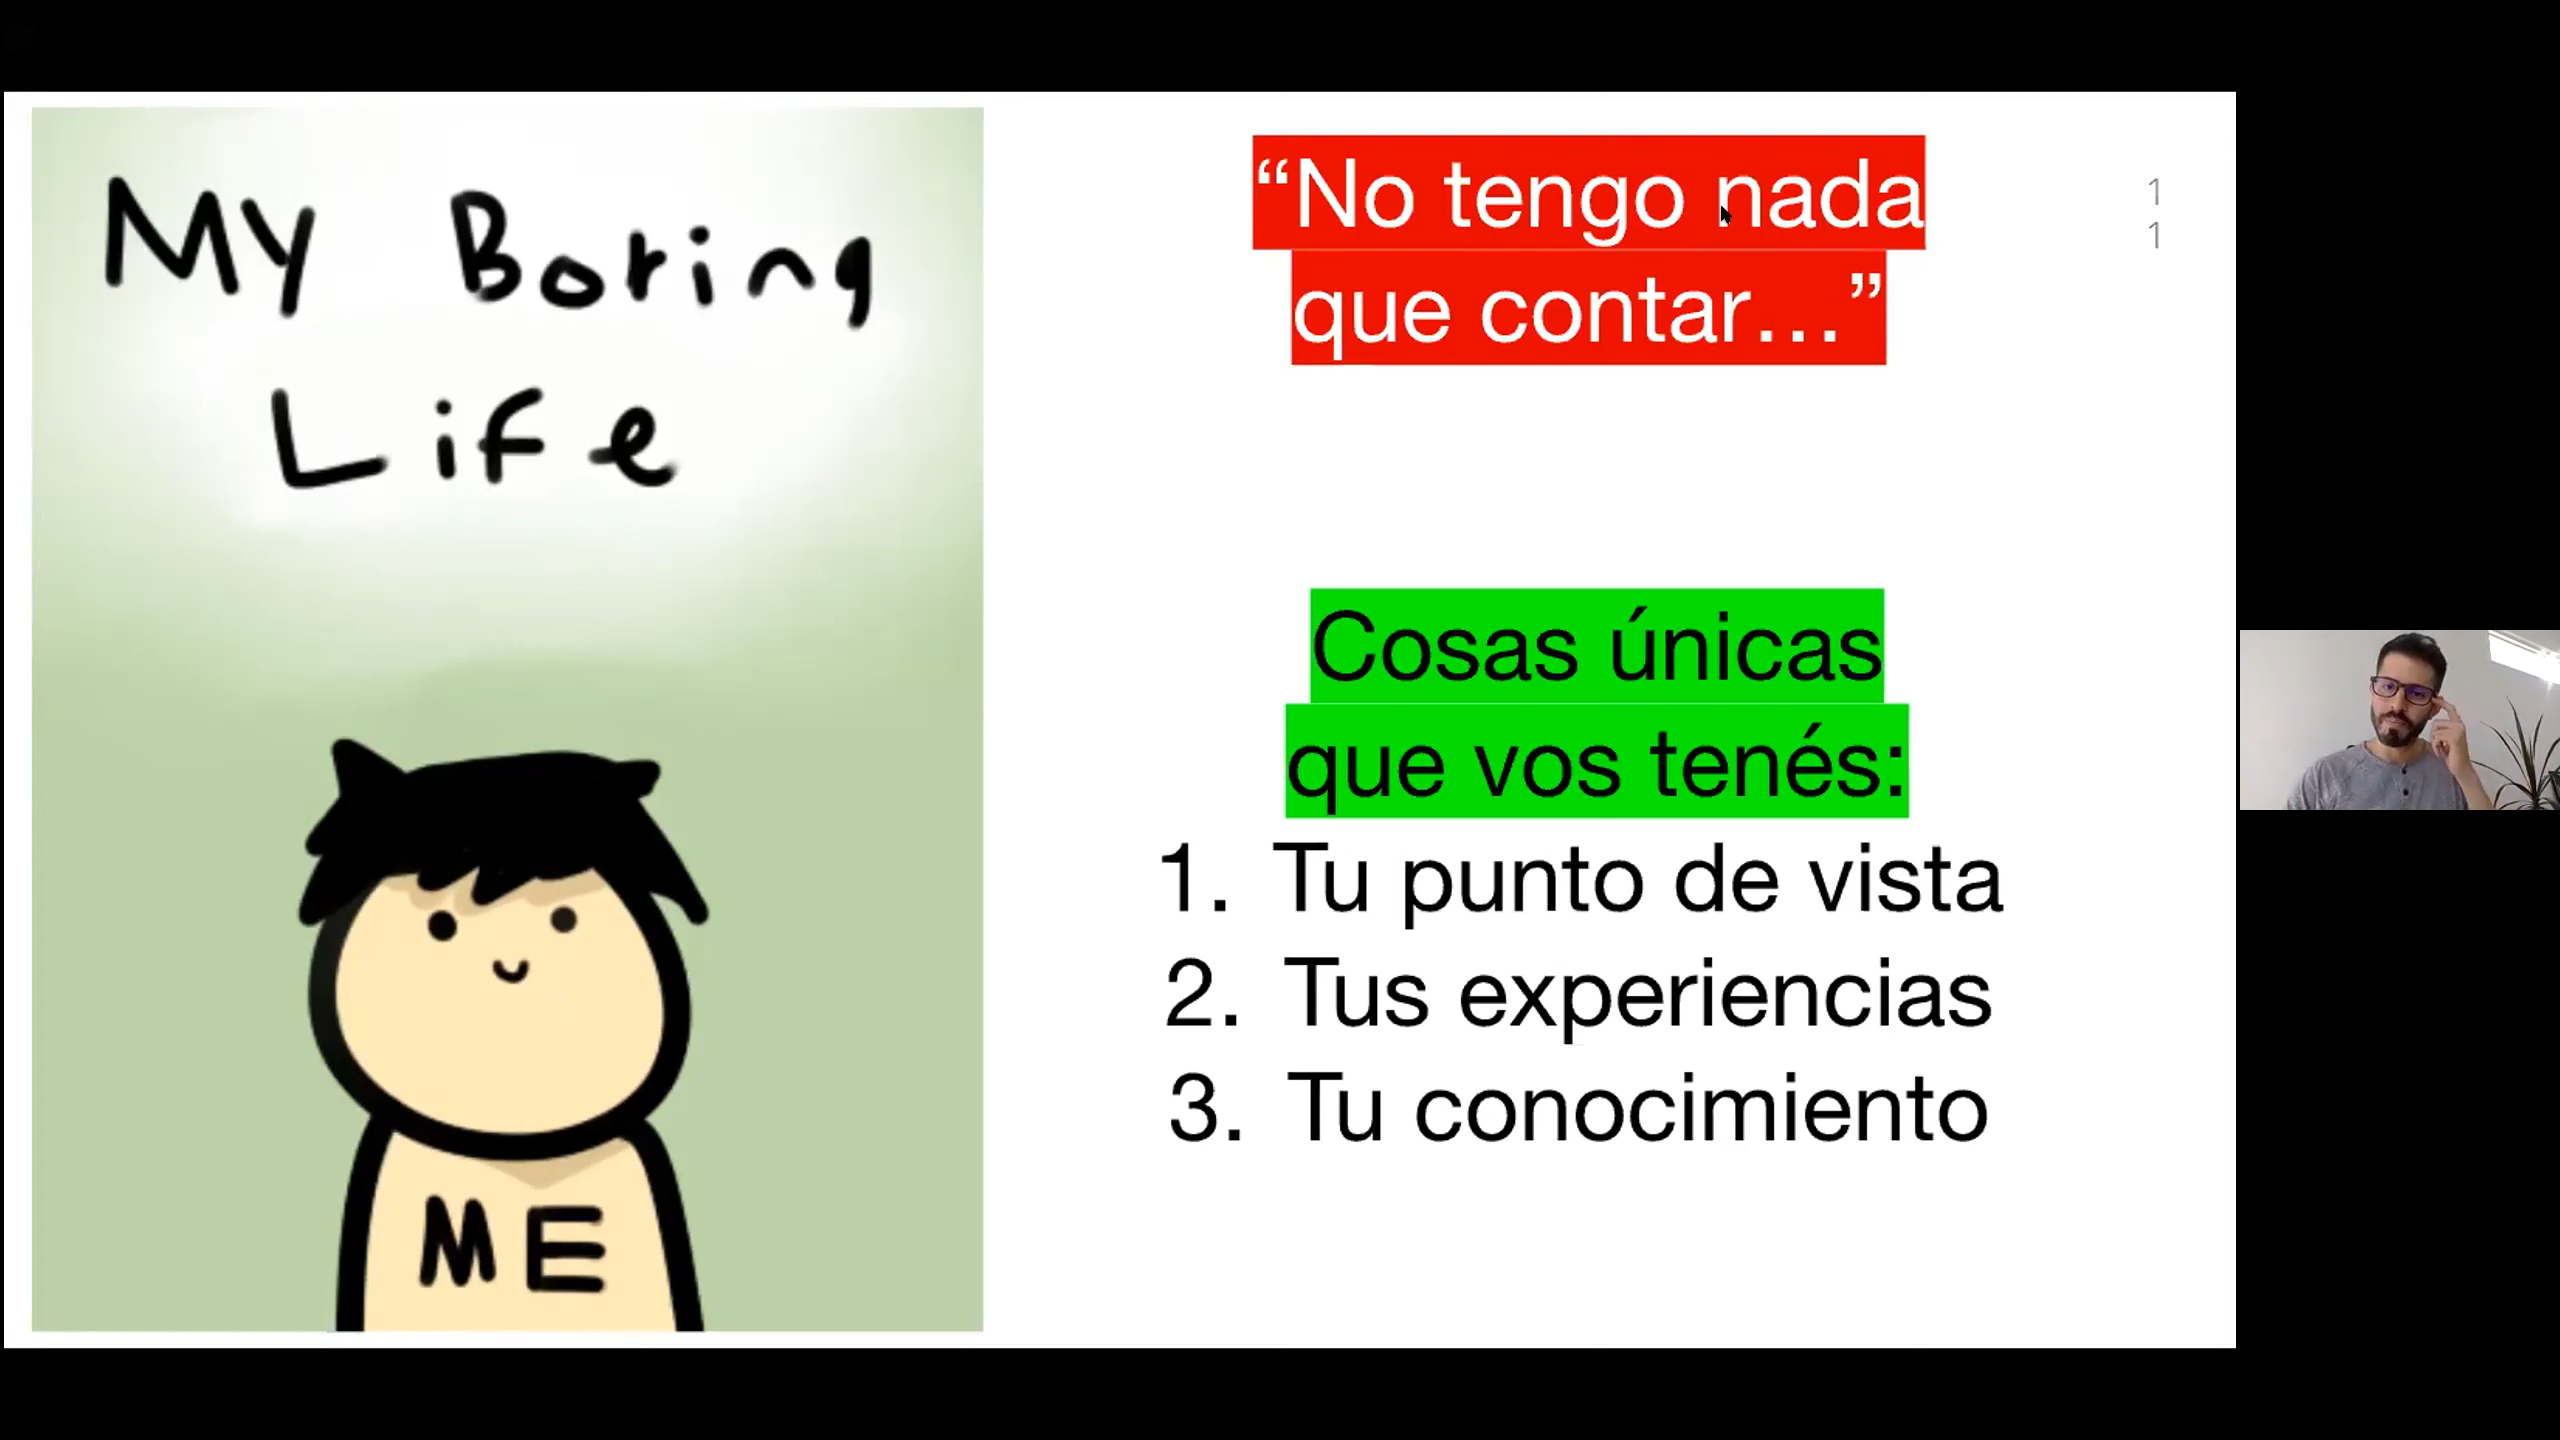 My Boring
Life
ME
“No tengo nada
que contar…”
1
1
Cosas únicas
que vos tenés:
1. Tu punto de vista
2. Tus experiencias
3. Tu conocimiento